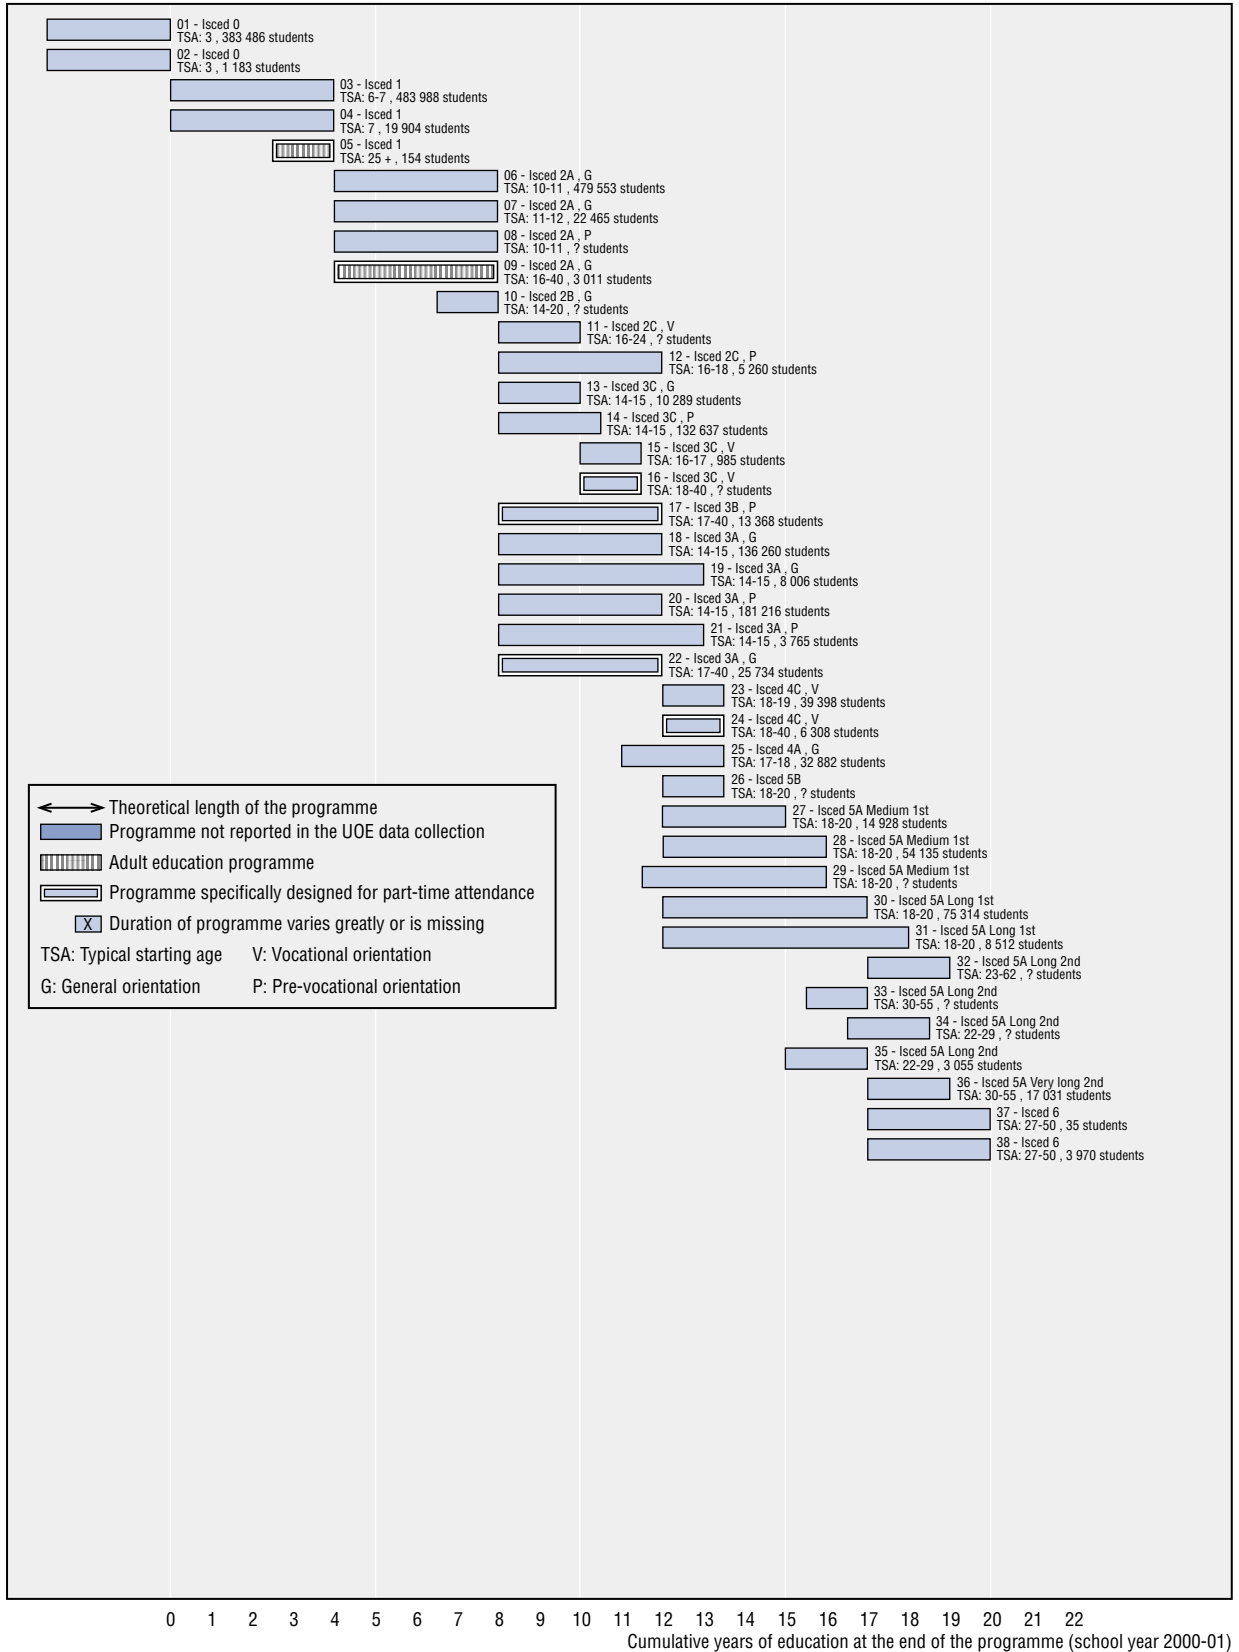 01 - Isced 0
TSA: 3 , 383 486 students
02 - Isced 0
TSA: 3 , 1 183 students
03 - Isced 1
TSA: 6-7 , 483 988 students
04 - Isced 1
TSA: 7 , 19 904 students
05 - Isced 1
TSA: 25 + , 154 students
06 - Isced 2A , G
TSA: 10-11 , 479 553 students
07 - Isced 2A , G
TSA: 11-12 , 22 465 students
08 - Isced 2A , P
TSA: 10-11 , ? students
09 - Isced 2A , G
TSA: 16-40 , 3 011 students
10 - Isced 2B , G
TSA: 14-20 , ? students
11 - Isced 2C , V
TSA: 16-24 , ? students
12 - Isced 2C , P
TSA: 16-18 , 5 260 students
13 - Isced 3C , G
TSA: 14-15 , 10 289 students
14 - Isced 3C , P
TSA: 14-15 , 132 637 students
15 - Isced 3C , V
TSA: 16-17 , 985 students
16 - Isced 3C , V
TSA: 18-40 , ? students
17 - Isced 3B , P
TSA: 17-40 , 13 368 students
18 - Isced 3A , G
TSA: 14-15 , 136 260 students
19 - Isced 3A , G
TSA: 14-15 , 8 006 students
20 - Isced 3A , P
TSA: 14-15 , 181 216 students
21 - Isced 3A , P
TSA: 14-15 , 3 765 students
22 - Isced 3A , G
TSA: 17-40 , 25 734 students
23 - Isced 4C , V
TSA: 18-19 , 39 398 students
24 - Isced 4C , V
TSA: 18-40 , 6 308 students
25 - Isced 4A , G
TSA: 17-18 , 32 882 students
26 - Isced 5B
TSA: 18-20 , ? students
27 - Isced 5A Medium 1st
TSA: 18-20 , 14 928 students
28 - Isced 5A Medium 1st
TSA: 18-20 , 54 135 students
29 - Isced 5A Medium 1st
TSA: 18-20 , ? students
30 - Isced 5A Long 1st
TSA: 18-20 , 75 314 students
31 - Isced 5A Long 1st
TSA: 18-20 , 8 512 students
32 - Isced 5A Long 2nd
TSA: 23-62 , ? students
33 - Isced 5A Long 2nd
TSA: 30-55 , ? students
34 - Isced 5A Long 2nd
TSA: 22-29 , ? students
35 - Isced 5A Long 2nd
TSA: 22-29 , 3 055 students
36 - Isced 5A Very long 2nd
TSA: 30-55 , 17 031 students
37 - Isced 6
TSA: 27-50 , 35 students
38 - Isced 6
TSA: 27-50 , 3 970 students
Theoretical length of the programme
Programme not reported in the UOE data collection
Adult education programme
Programme specifically designed for part-time attendance
X Duration of programme varies greatly or is missing
TSA: Typical starting age V: Vocational orientation
G: General orientation P: Pre-vocational orientation
0 1 2 3 4 5 6 7 8 9 10 11 12 13 14 15 16 17 18 19 20 21 22
Cumulative years of education at the end of the programme (school year 2000-01)